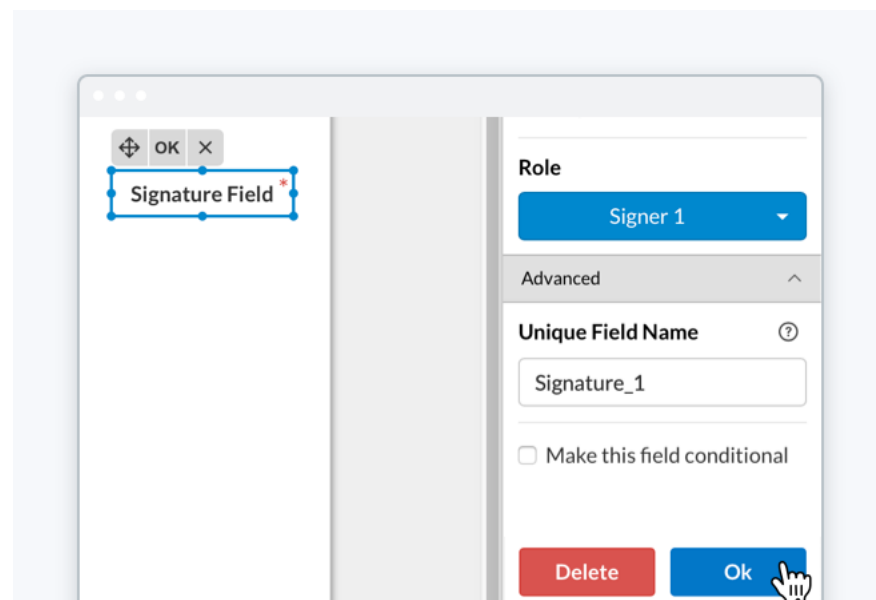 OK
Signature Field *
Role
Signer 1
Advanced
Unique Field Name ?
Signature_1
Make this field conditional
Delete Ok